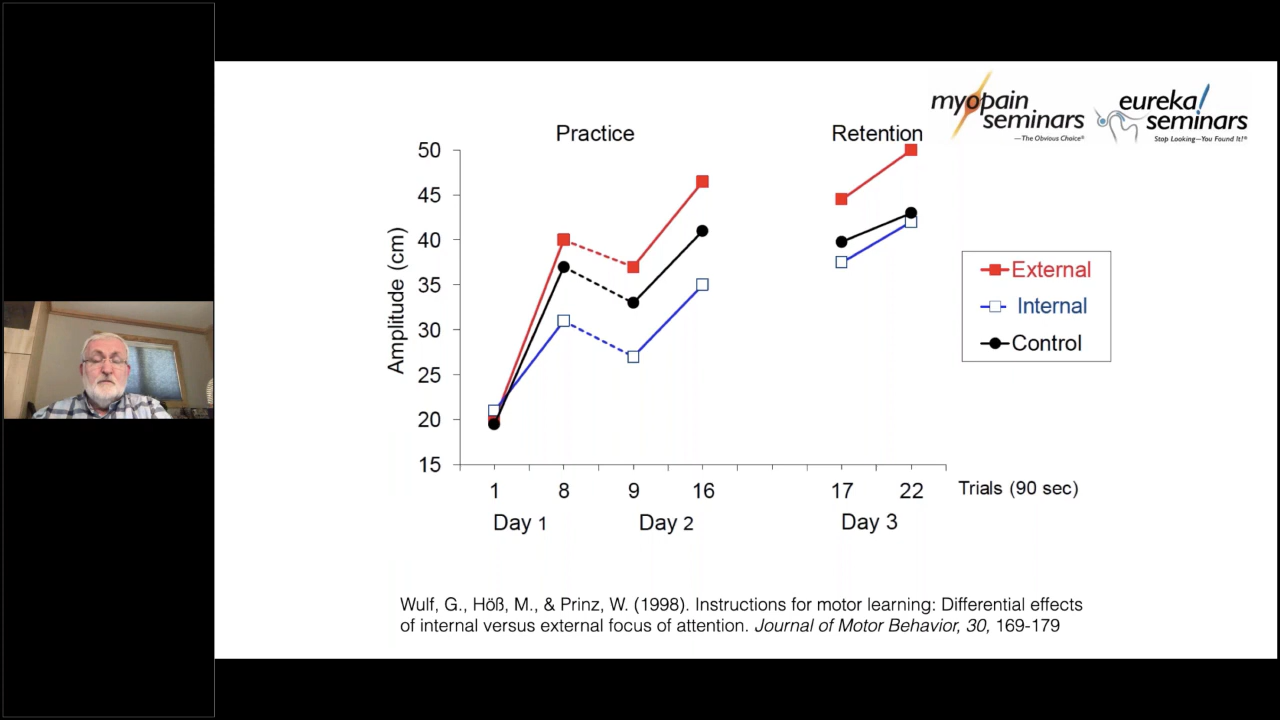 myopain
seminars
—The Obvious Choice®
eureka!
seminars
Stop Looking—You Found It!®
Practice
Retention
50
45
40
35
30
25
20
15
Amplitude (cm)
External
Internal
Control
1
8
9
16
17
22
Trials (90 sec)
Day 1
Day 2
Day 3
Wulf, G., Höß, M., & Prinz, W. (1998). Instructions for motor learning: Differential effects
of internal versus external focus of attention. Journal of Motor Behavior, 30, 169-179